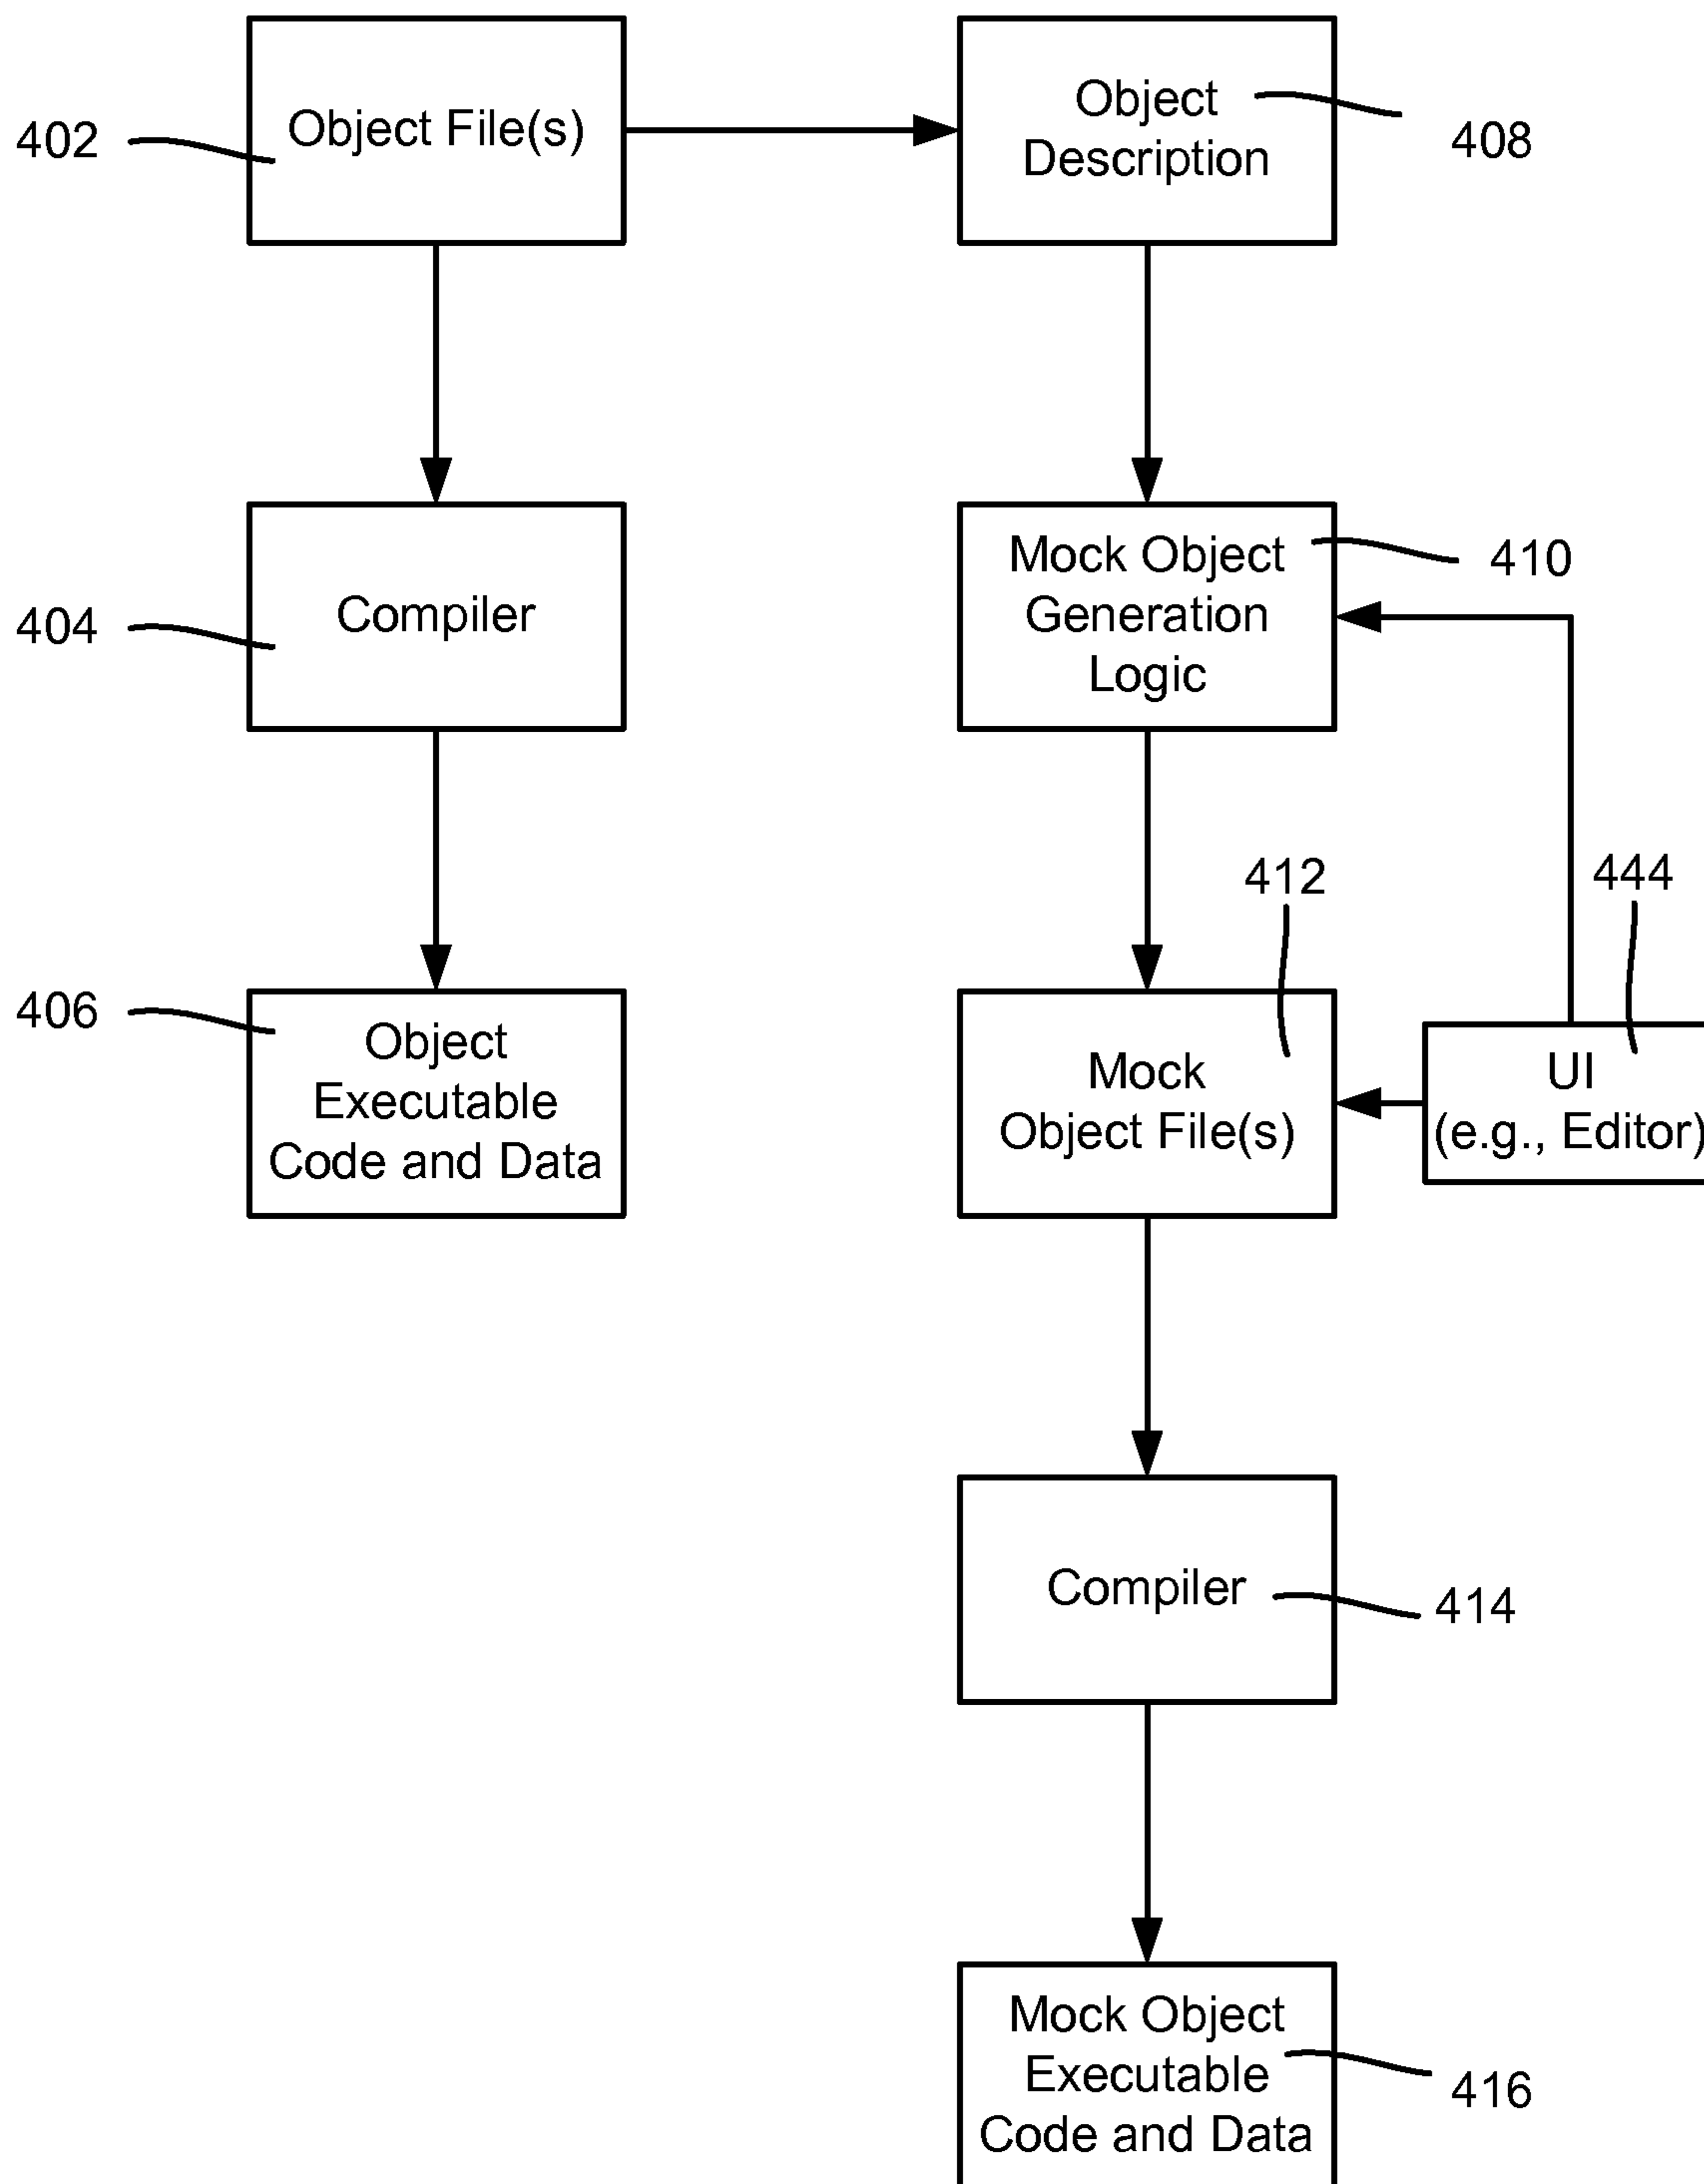 402
Object File(s)
Object
Description
408
404
Compiler
Mock Object
Generation
Logic
410
406
Object
Executable
Code and Data
412
Mock
Object File(s)
444
UI
(e.g., Editor)
Compiler
414
Mock Object
Executable
Code and Data
416